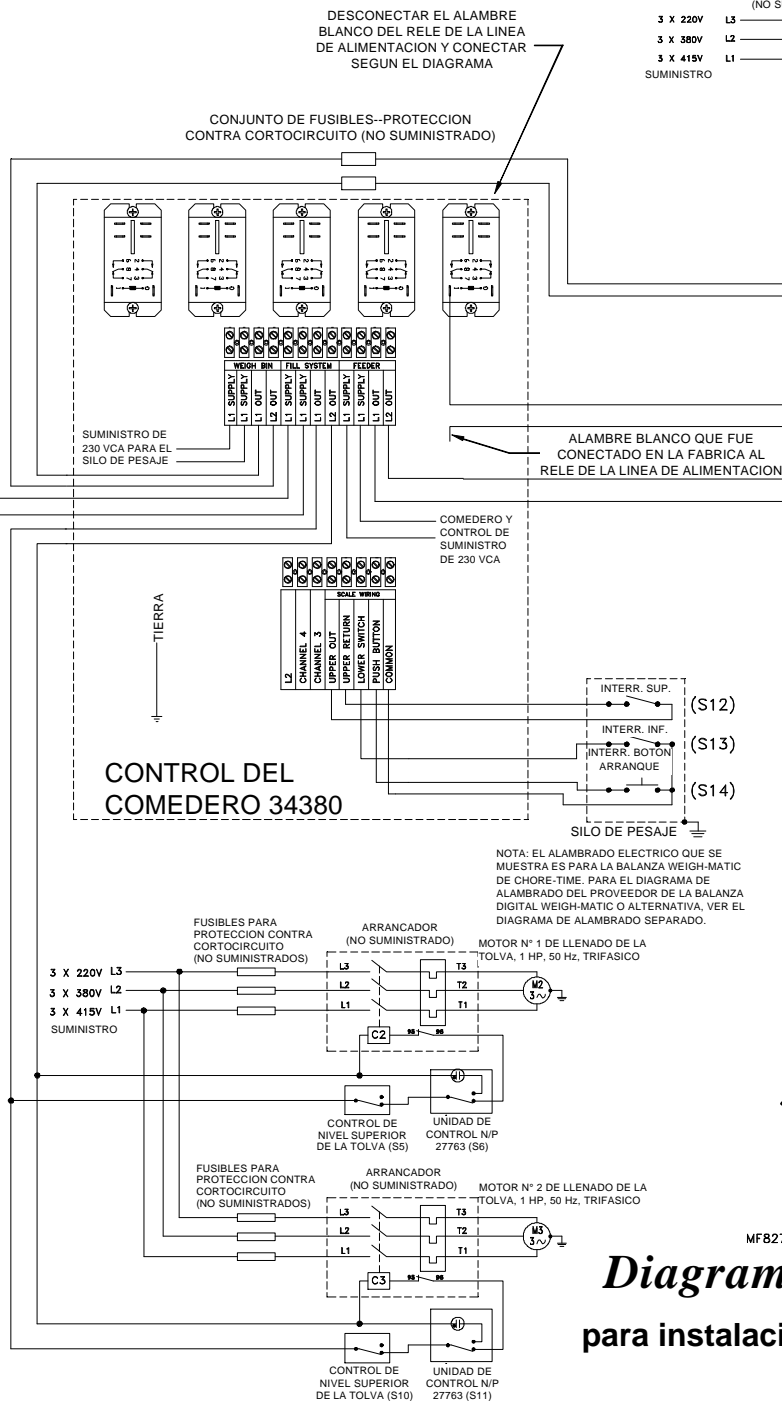 DESCONECTAR EL ALAMBRE
BLANCO DEL RELE DE LA LINEA
DE ALIMENTACION Y CONECTAR
SEGUN EL DIAGRAMA
(NO S
3 X 220V L3
3 X 380V L2
3 X 415V L1
SUMINISTRO
CONJUNTO DE FUSIBLES--PROTECCION
CONTRA CORTOCIRCUITO (NO SUMINISTRADO)
WEIGH BIN FILL SYSTEM FEEDER
L1 SUPPLY
L1 SUPPLY
L1 OUT
L2 OUT
L1 SUPPLY
L1 SUPPLY
L1 OUT
L2 OUT
L1 SUPPLY
L1 SUPPLY
L1 OUT
L2 OUT
SUMINISTRO DE
230 VCA PARA EL
SILO DE PESAJE
ALAMBRE BLANCO QUE FUE
CONECTADO EN LA FABRICA AL
RELE DE LA LINEA DE ALIMENTACION
COMEDERO Y
CONTROL DE
SUMINISTRO
DE 230 VCA
TIERRA
SCALE WIRING
L2
CHANNEL 4
CHANNEL 3
UPPER OUT
UPPER RETURN
LOWER SWITCH
PUSH BUTTON
COMMON
INTERR. SUP.
(S12)
INTERR. INF.
(S13)
INTERR. BOTON
ARRANQUE
(S14)
SILO DE PESAJE
CONTROL DEL
COMEDERO 34380
NOTA: EL ALAMBRADO ELECTRICO QUE SE
MUESTRA ES PARA LA BALANZA WEIGH-MATIC
DE CHORE-TIME. PARA EL DIAGRAMA DE
ALAMBRADO DEL PROVEEDOR DE LA BALANZA
DIGITAL WEIGH-MATIC O ALTERNATIVA, VER EL
DIAGRAMA DE ALAMBRADO SEPARADO.
FUSIBLES PARA
PROTECCION CONTRA
CORTOCIRCUITO
(NO SUMINISTRADOS)
ARRANCADOR
(NO SUMINISTRADO)
MOTOR N° 1 DE LLENADO DE LA
TOLVA, 1 HP, 50 Hz, TRIFASICO
3 X 220V L3
3 X 380V L2
3 X 415V L1
SUMINISTRO
L3 T3
L2 T2
L1 T1
M2
3~
C2 95 96
CONTROL DE
NIVEL SUPERIOR
DE LA TOLVA (S5)
UNIDAD DE
CONTROL N/P
27763 (S6)
FUSIBLES PARA
PROTECCION CONTRA
CORTOCIRCUITO
(NO SUMINISTRADOS)
ARRANCADOR
(NO SUMINISTRADO)
MOTOR N° 2 DE LLENADO DE LA
TOLVA, 1 HP, 50 Hz, TRIFASICO
L3 T3
L2 T2
L1 T1
M3
3~
C3 95 96
CONTROL DE
NIVEL SUPERIOR
DE LA TOLVA (S10)
UNIDAD DE
CONTROL N/P
27763 (S11)
MF827
Diagram
para instalaci